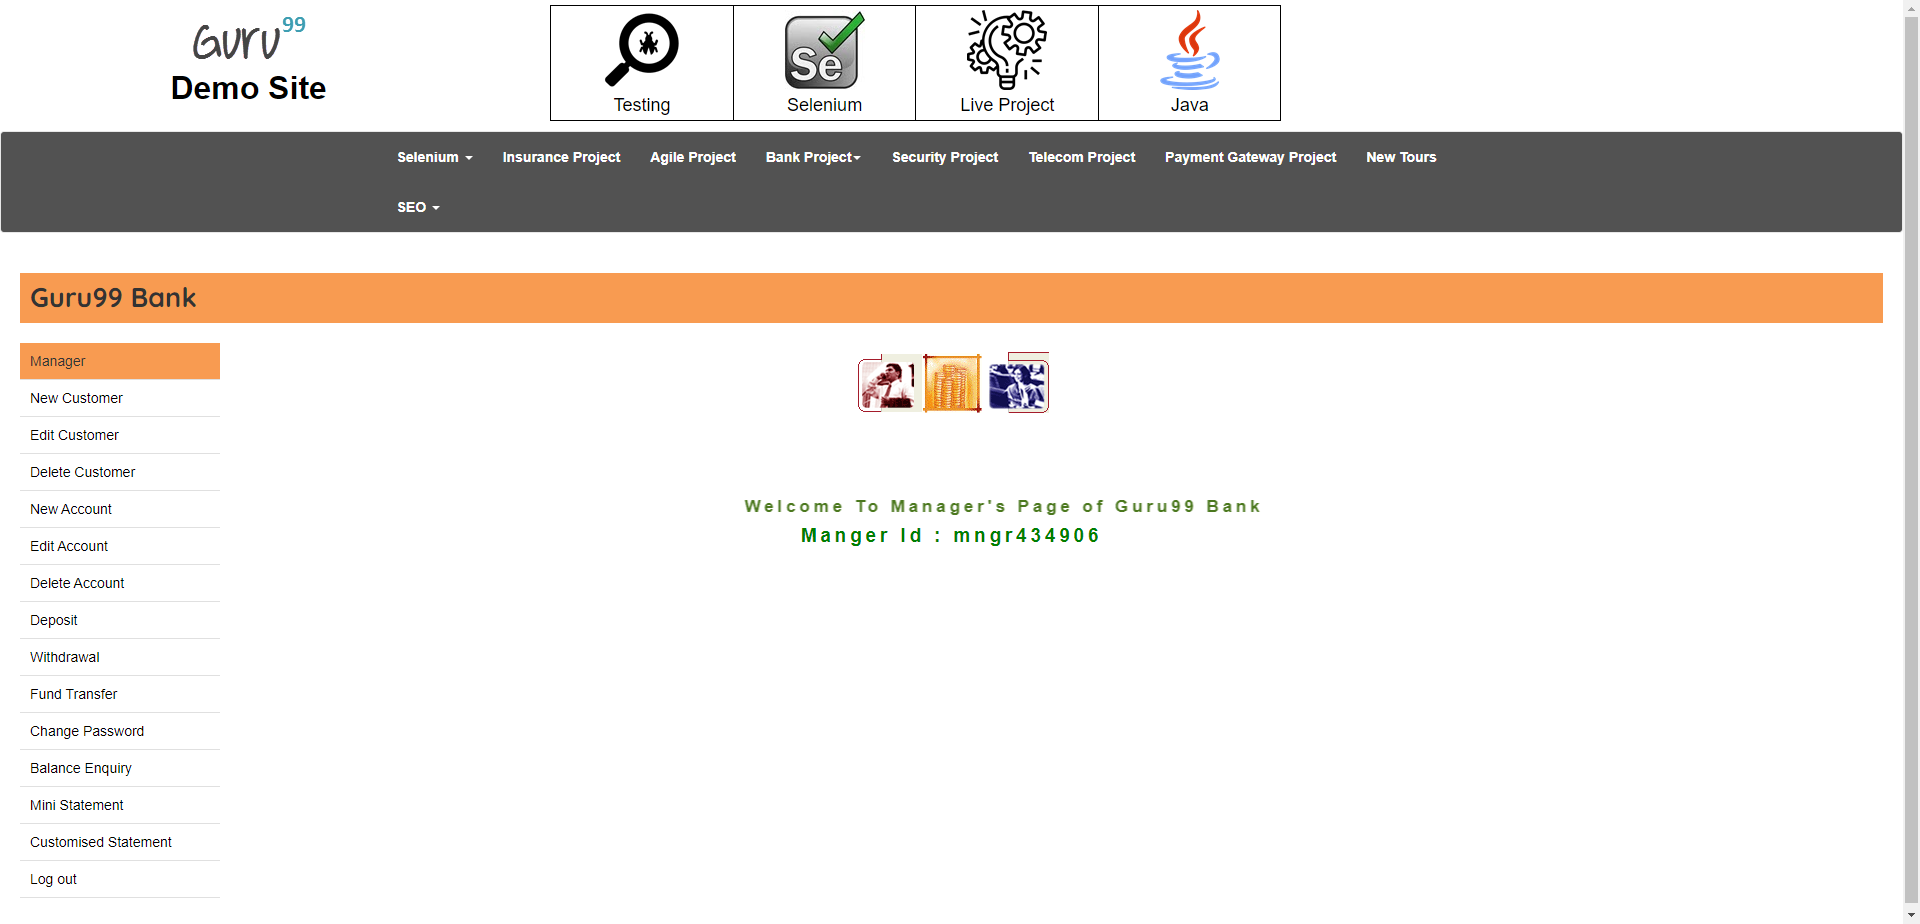 Guru99
Demo Site
Se
Testing
Selenium
Live Project
Java
Selenium
Insurance Project
Agile Project
Bank Project
Security Project
Telecom Project
Payment Gateway Project
New Tours
SEO
Guru99 Bank
Manager
New Customer
Edit Customer
Delete Customer
New Account
Edit Account
Delete Account
Deposit
Withdrawal
Fund Transfer
Change Password
Balance Enquiry
Mini Statement
Customised Statement
Log out
Welcome To Manager's Page of Guru99 Bank
Manger Id : mngr434906